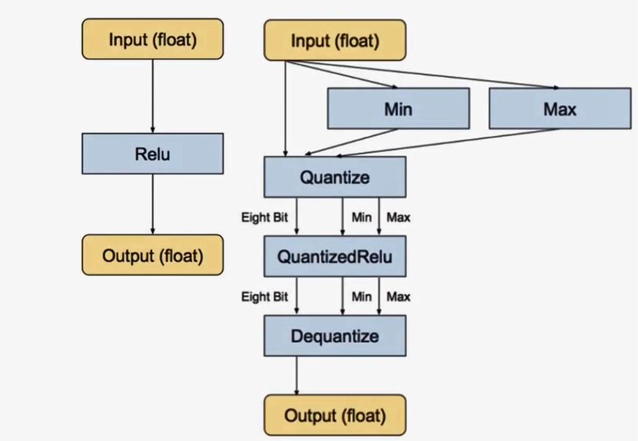 Input (float)
Relu
Output (float)
Input (float)
Min
Max
Quantize
Eight Bit
Min
Max
QuantizedRelu
Eight Bit
Min
Max
Dequantize
Output (float)